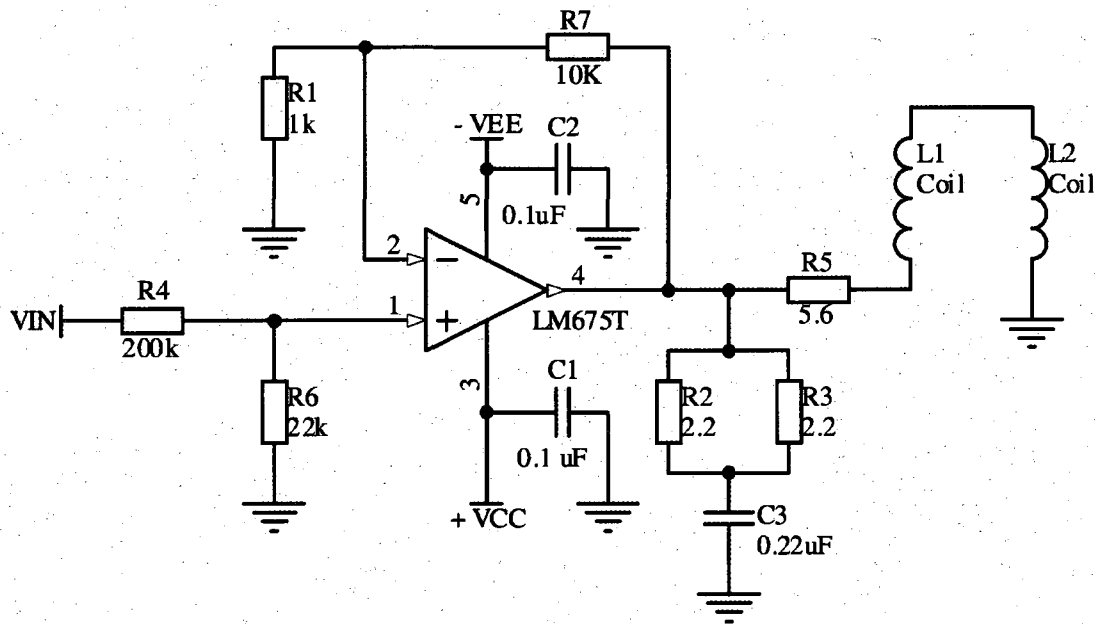 R7
10K
R1
1k
- VEE
C2
0.1uF
5
2
−
4
LM675T
1
+
3
VIN
R4
200k
R6
22k
C1
0.1 uF
+ VCC
R5
5.6
L1
Coil
L2
Coil
R2
2.2
R3
2.2
C3
0.22uF